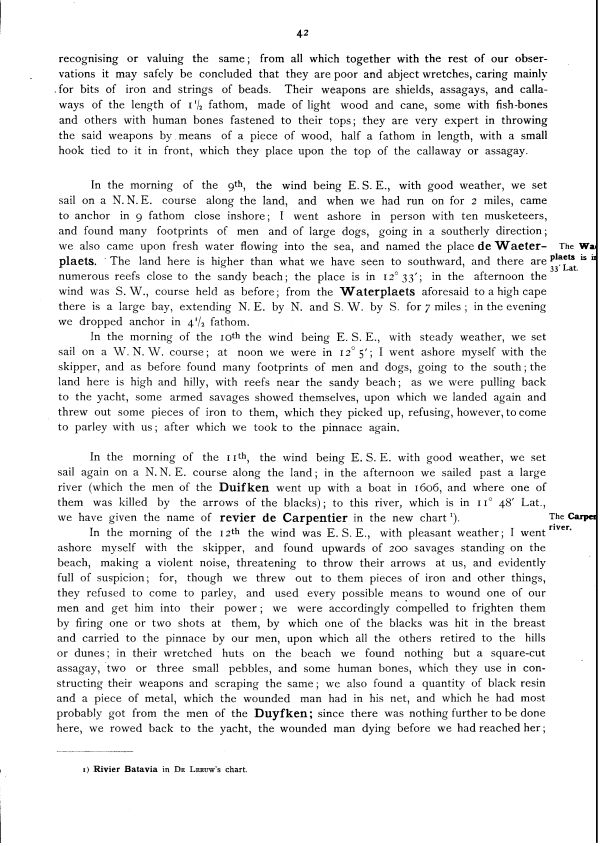 42
recognising or valuing the same; from all which together with the rest of our obser-
vations it may safely be concluded that they are poor and abject wretches, caring mainly
for bits of iron and strings of beads. Their weapons are shields, assagays, and calla-
ways of the length of 1 1/2 fathom, made of light wood and cane, some with fish-bones
and others with human bones fastened to their tops; they are very expert in throwing
the said weapons by means of a piece of wood, half a fathom in length, with a small
hook tied to it in front, which they place upon the top of the callaway or assagay.
In the morning of the 9th, the wind being E. S. E., with good weather, we set
sail on a N. N. E. course along the land, and when we had run on for 2 miles, came
to anchor in 9 fathom close inshore; I went ashore in person with ten musketeers,
and found many footprints of men and of large dogs, going in a southerly direction;
we also came upon fresh water flowing into the sea, and named the place de Waeter-
plaets. The land here is higher than what we have seen to southward, and there are
numerous reefs close to the sandy beach; the place is in 12° 33′; in the afternoon the
wind was S. W., course held as before; from the Waterplaets aforesaid to a high cape
there is a large bay, extending N. E. by N. and S. W. by S. for 7 miles; in the evening
we dropped anchor in 4 1/2 fathom.
The Wa
plaets is i
33′ Lat.
In the morning of the 10th the wind being E. S. E., with steady weather, we set
sail on a W. N. W. course; at noon we were in 12° 5′; I went ashore myself with the
skipper, and as before found many footprints of men and dogs, going to the south; the
land here is high and hilly, with reefs near the sandy beach; as we were pulling back
to the yacht, some armed savages showed themselves, upon which we landed again and
threw out some pieces of iron to them, which they picked up, refusing, however, to come
to parley with us; after which we took to the pinnace again.
In the morning of the 11th, the wind being E. S. E. with good weather, we set
sail again on a N. N. E. course along the land; in the afternoon we sailed past a large
river (which the men of the Duifken went up with a boat in 1606, and where one of
them was killed by the arrows of the blacks); to this river, which is in 11° 48′ Lat.,
we have given the name of revier de Carpentier in the new chart ¹).
The Carpe
river.
In the morning of the 12th the wind was E. S. E., with pleasant weather; I went
ashore myself with the skipper, and found upwards of 200 savages standing on the
beach, making a violent noise, threatening to throw their arrows at us, and evidently
full of suspicion; for, though we threw out to them pieces of iron and other things,
they refused to come to parley, and used every possible means to wound one of our
men and get him into their power; we were accordingly compelled to frighten them
by firing one or two shots at them, by which one of the blacks was hit in the breast
and carried to the pinnace by our men, upon which all the others retired to the hills
or dunes; in their wretched huts on the beach we found nothing but a square-cut
assagay, two or three small pebbles, and some human bones, which they use in con-
structing their weapons and scraping the same; we also found a quantity of black resin
and a piece of metal, which the wounded man had in his net, and which he had most
probably got from the men of the Duyfken; since there was nothing further to be done
here, we rowed back to the yacht, the wounded man dying before we had reached her;
1) Rivier Batavia in De Leeuw's chart.